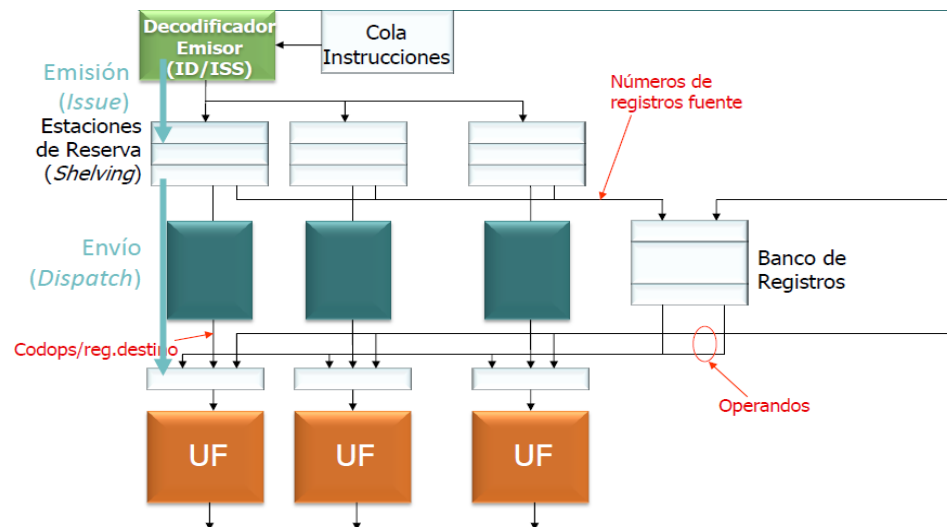 Decodificador
Emisor
(ID/ISS)
Cola
Instrucciones
Emisión
(Issue)
Números de
registros fuente
Estaciones
de Reserva
(Shelving)
Envío
(Dispatch)
Banco de
Registros
Codops/reg.destino
Operandos
UF
UF
UF